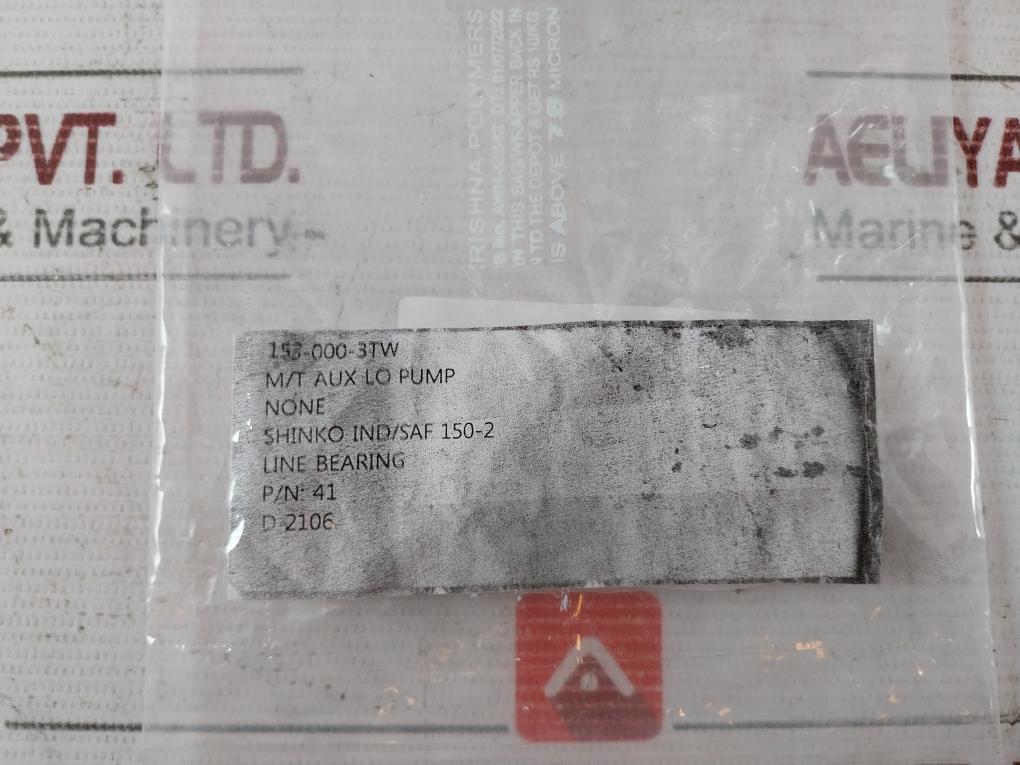 RISHNA POLYMERS
IN THIS BAG/WRAPPER BACK IN
TO THE DEPOT & GET RS 10/KG
IS ABOVE 75 MICRON
PVT. LTD.
& Machinery
AELIYA
Marine &
153-000-3TW
M/T AUX LO PUMP
NONE
SHINKO IND/SAF 150-2
LINE BEARING
P/N: 41
D 2106